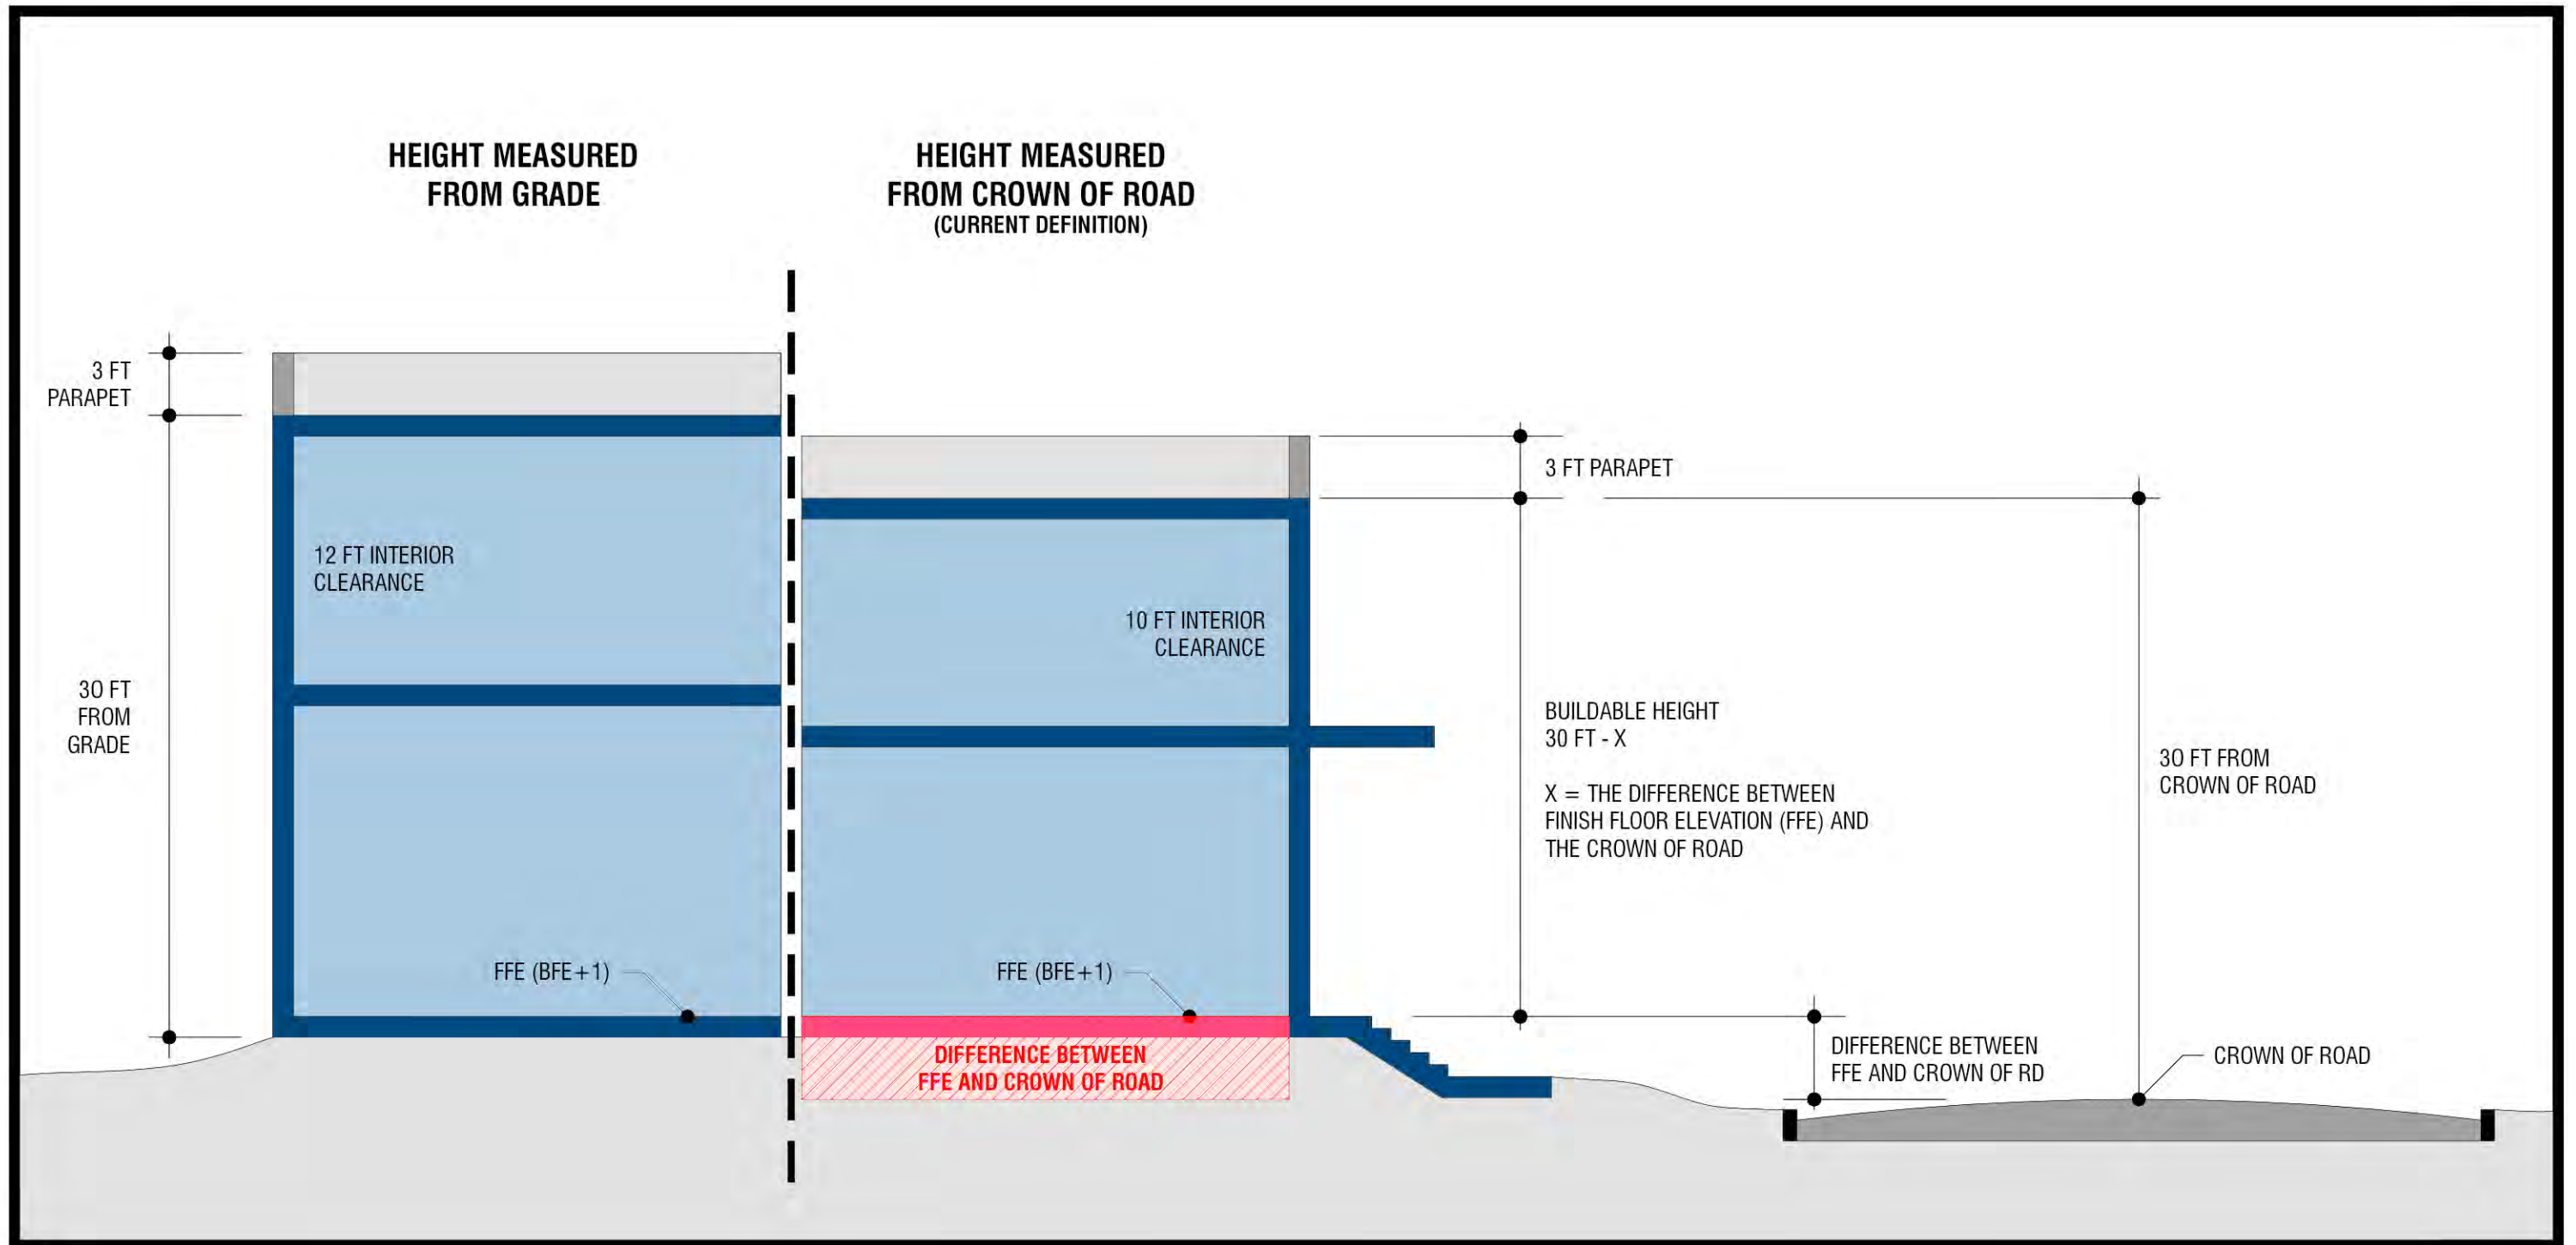 HEIGHT MEASURED
FROM GRADE
HEIGHT MEASURED
FROM CROWN OF ROAD
(CURRENT DEFINITION)
3 FT
PARAPET
30 FT
FROM
GRADE
12 FT INTERIOR
CLEARANCE
FFE (BFE+1)
10 FT INTERIOR
CLEARANCE
FFE (BFE+1)
DIFFERENCE BETWEEN
FFE AND CROWN OF ROAD
3 FT PARAPET
BUILDABLE HEIGHT
30 FT - X
X = THE DIFFERENCE BETWEEN
FINISH FLOOR ELEVATION (FFE) AND
THE CROWN OF ROAD
30 FT FROM
CROWN OF ROAD
DIFFERENCE BETWEEN
FFE AND CROWN OF RD
CROWN OF ROAD